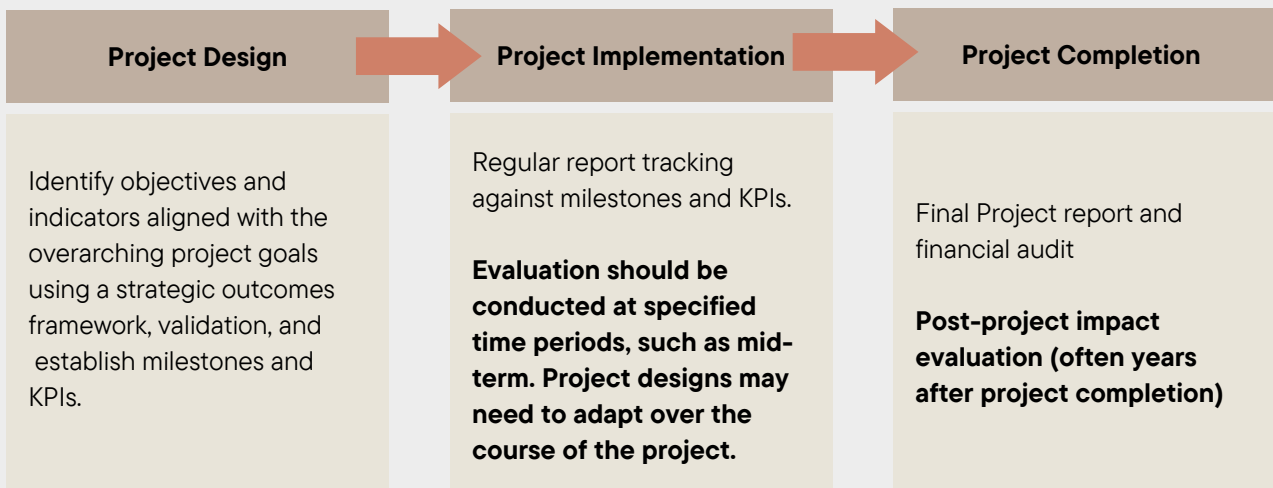 Project Design
Identify objectives and
indicators aligned with the
overarching project goals
using a strategic outcomes
framework, validation, and
establish milestones and
KPIs.
Project Implementation
Regular report tracking
against milestones and KPIs.
Evaluation should be
conducted at specified
time periods, such as mid-
term. Project designs may
need to adapt over the
course of the project.
Project Completion
Final Project report and
financial audit
Post-project impact
evaluation (often years
after project completion)